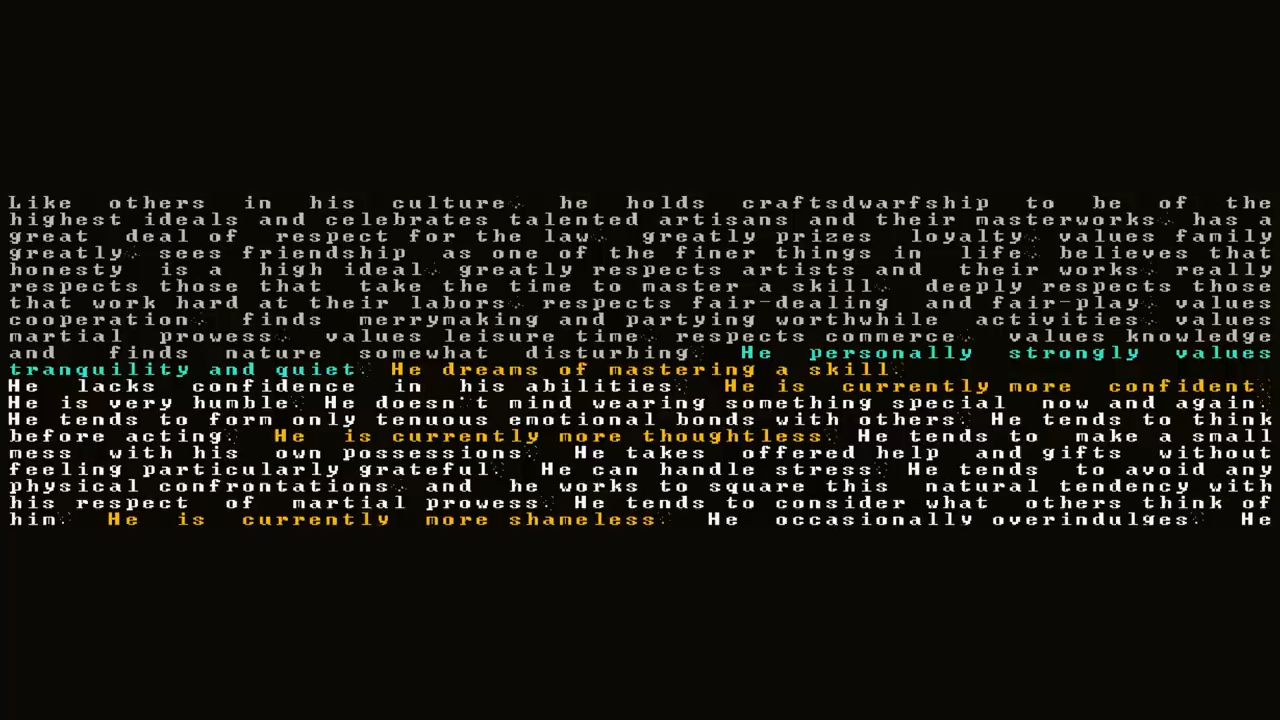 Like others in his culture, he holds craftsdwarfship to be of the
highest ideals and celebrates talented artisans and their masterworks, has a
great deal of respect for the law, greatly prizes loyalty, values family
greatly, sees friendship as one of the finer things in life, believes that
honesty is a high ideal, greatly respects artists and their works, really
respects those that take the time to master a skill, deeply respects those
that work hard at their labors, respects fair-dealing and fair-play, values
cooperation, finds merrymaking and partying worthwhile activities, values
martial prowess, values leisure time, respects commerce, values knowledge
and finds nature somewhat disturbing. He personally strongly values
tranquility and quiet. He dreams of mastering a skill.
He lacks confidence in his abilities. He is currently more confident.
He is very humble. He doesn't mind wearing something special now and again.
He tends to form only tenuous emotional bonds with others. He tends to think
before acting. He is currently more thoughtless. He tends to make a small
mess with his own possessions. He takes offered help and gifts without
feeling particularly grateful. He can handle stress. He tends to avoid any
physical confrontations, and he works to square this natural tendency with
his respect of martial prowess. He tends to consider what others think of
him. He is currently more shameless. He occasionally overindulges. He